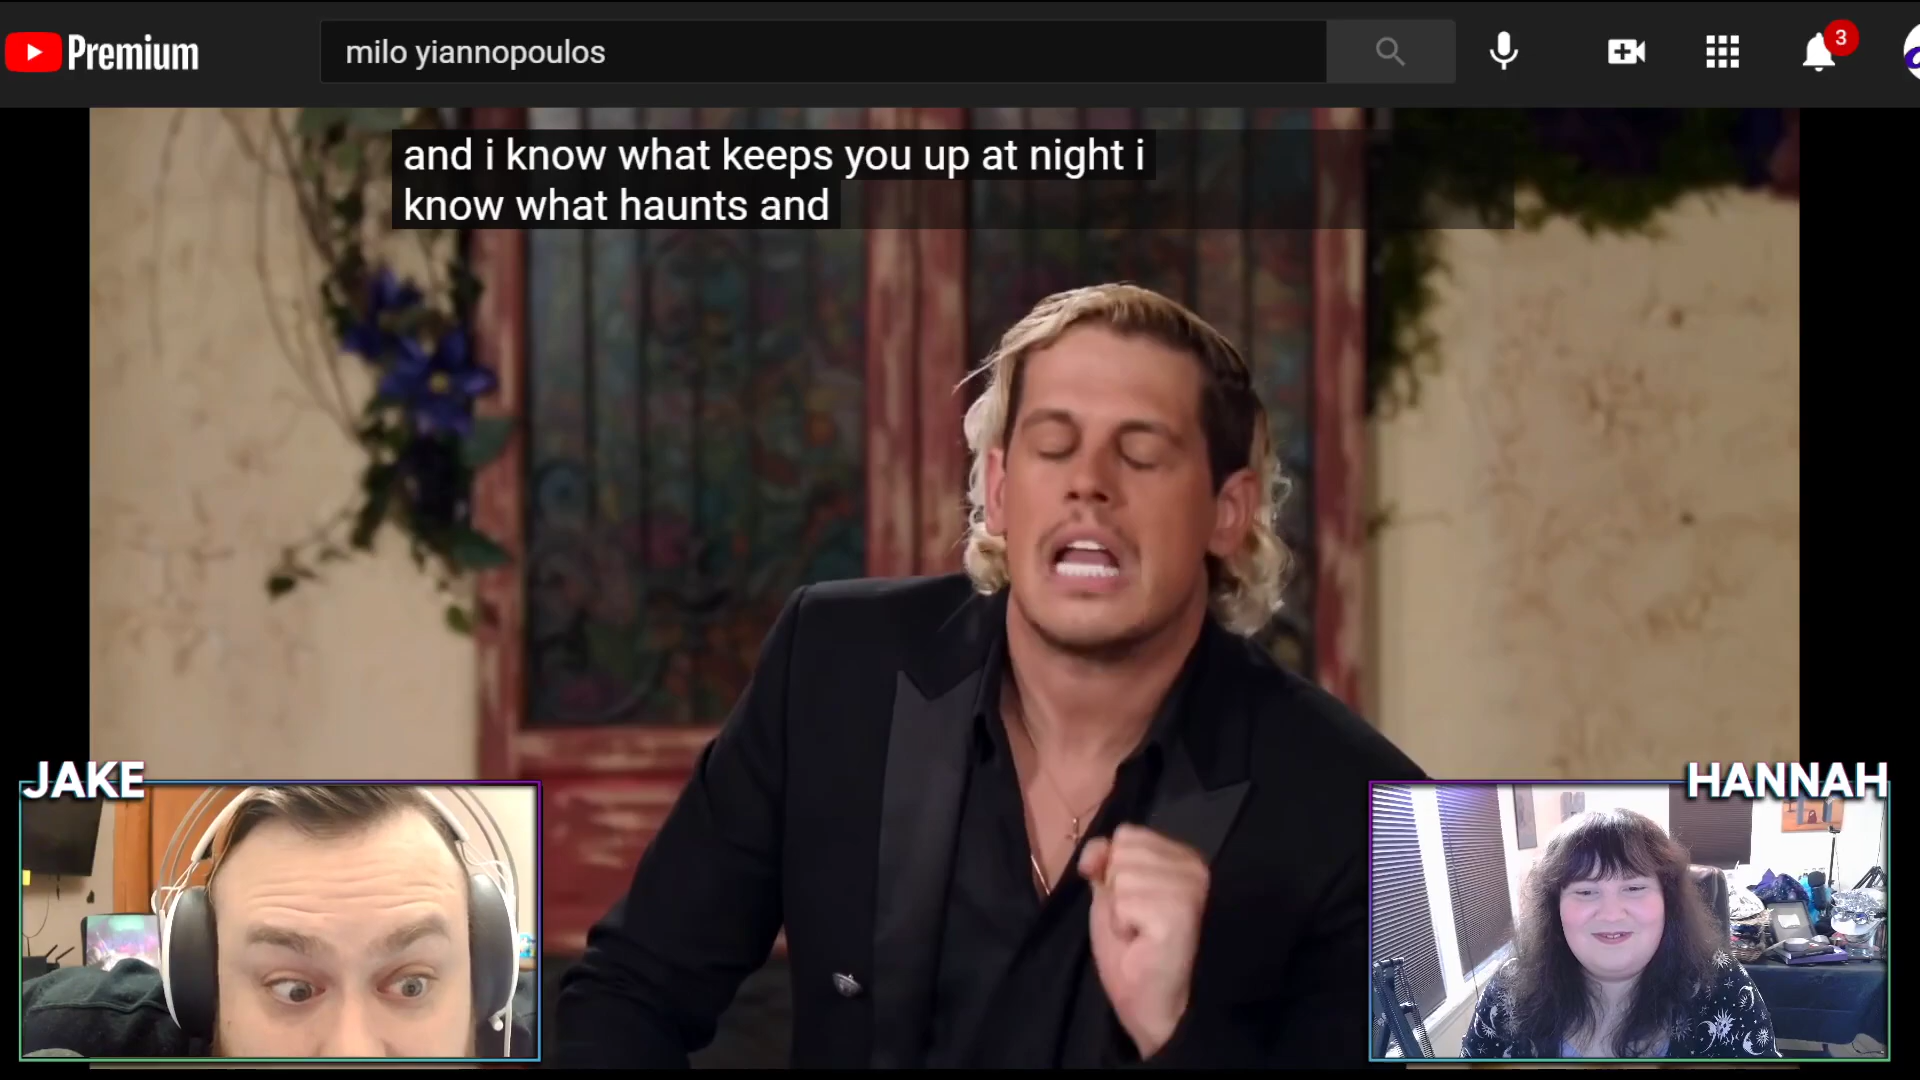 Premium
milo yiannopoulos
3
and i know what keeps you up at night i
know what haunts and
JAKE
HANNAH